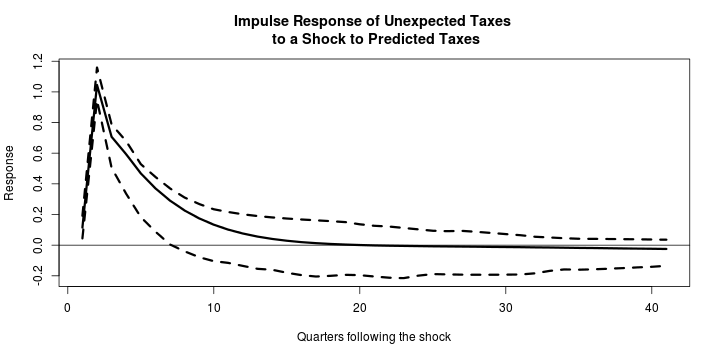 Impulse Response of Unexpected Taxes
to a Shock to Predicted Taxes
Response
1.2
1.0
0.8
0.6
0.4
0.2
0.0
-0.2
0 10 20 30 40
Quarters following the shock